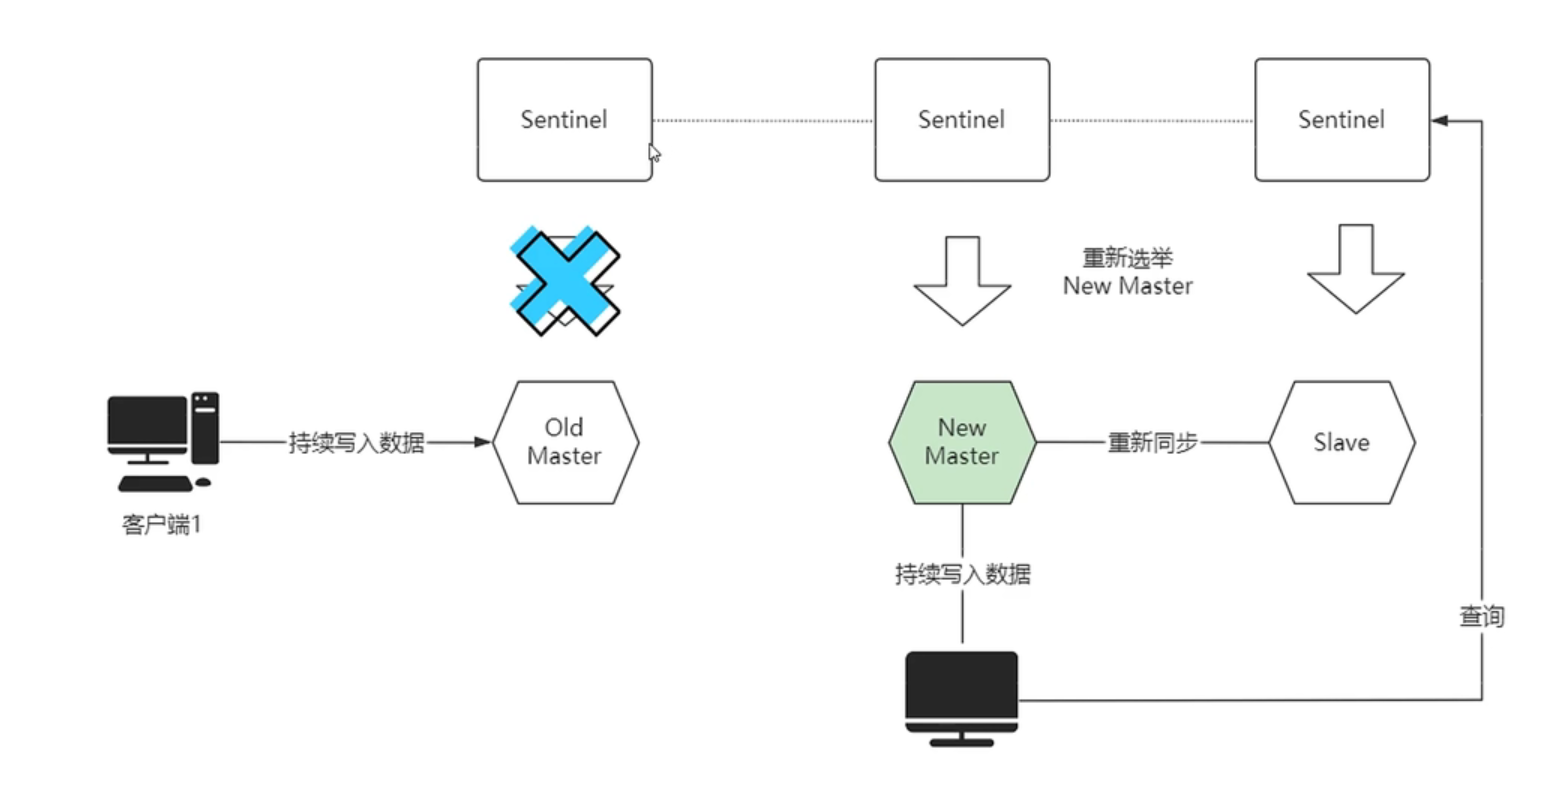 Sentinel
Sentinel
Sentinel
重新选举
New Master
持续写入数据
Old
Master
New
Master
重新同步
Slave
客户端1
持续写入数据
查询